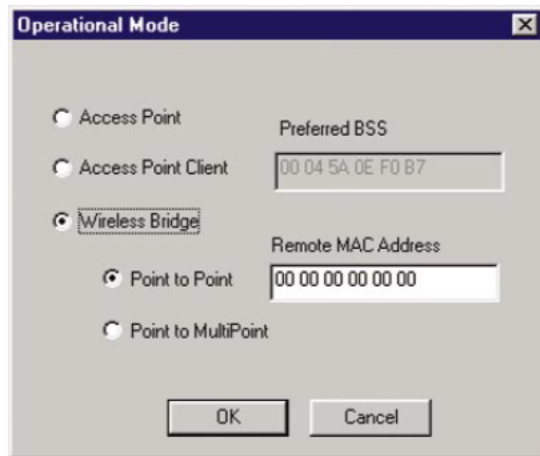 Operational Mode
Access Point
Preferred BSS
Access Point Client
00 04 5A 0E F0 B7
Wireless Bridge
Remote MAC Address
Point to Point
00 00 00 00 00 00
Point to MultiPoint
OK
Cancel